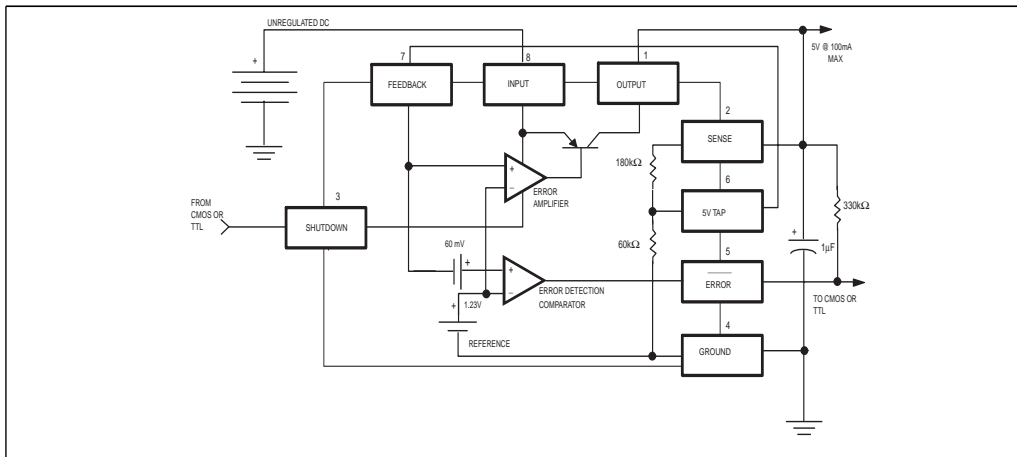 UNREGULATED DC
+
7
FEEDBACK
8
INPUT
1
OUTPUT
5V @ 100mA
MAX
2
SENSE
180kΩ
+
−
ERROR
AMPLIFIER
6
5V TAP
330kΩ
FROM
CMOS OR
TTL
3
SHUTDOWN
60kΩ
+
1µF
60 mV
+
+
−
ERROR DETECTION
COMPARATOR
5
ERROR
TO CMOS OR
TTL
+
1.23V
REFERENCE
4
GROUND